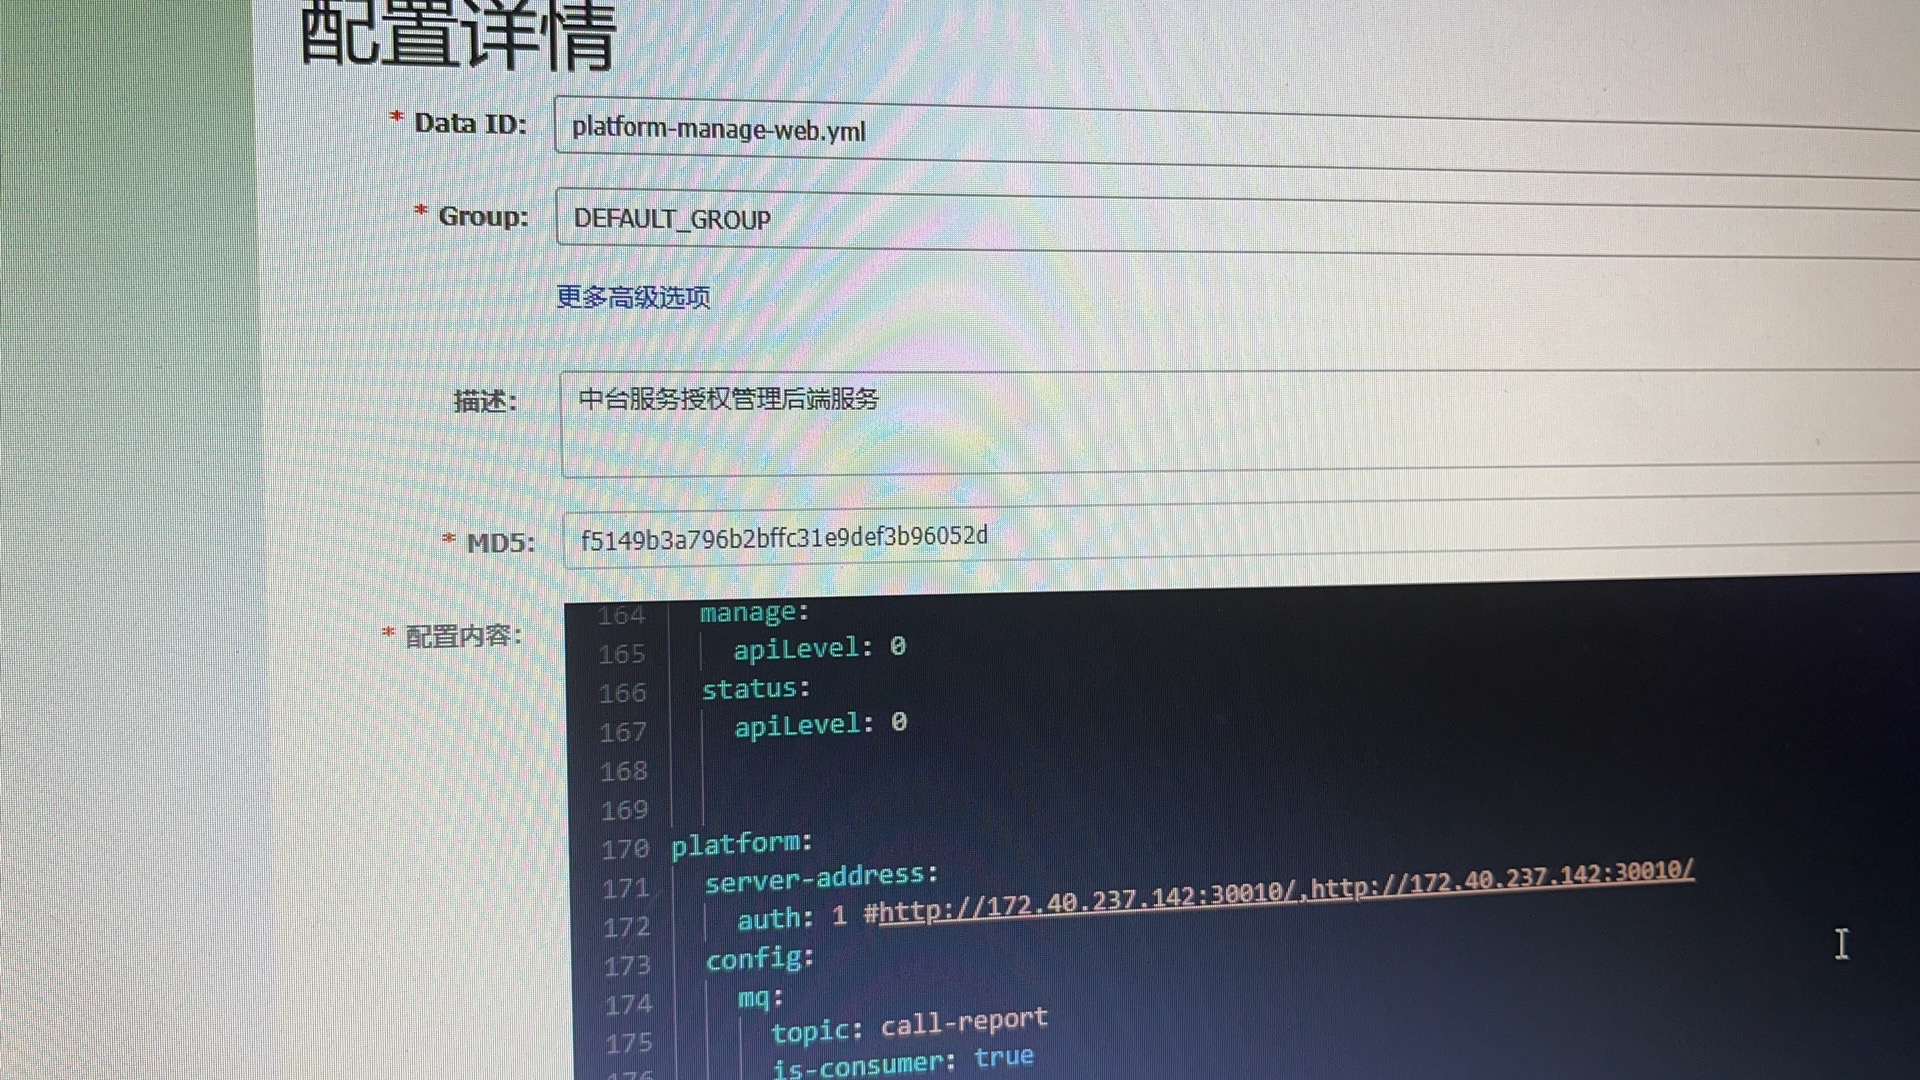 配置详情
* Data ID: platform-manage-web.yml
* Group: DEFAULT_GROUP
更多高级选项
描述: 中台服务授权管理后端服务
* MD5: f5149b3a796b2bffc31e9def3b96052d
* 配置内容:
164 manage:
165 apiLevel: 0
166 status:
167 apiLevel: 0
168
169
170 platform:
171 server-address:
172 auth: 1 #http://172.40.237.142:30010/,http://172.40.237.142:30010/
173 config:
174 mq:
175 topic: call-report
176 is-consumer: true